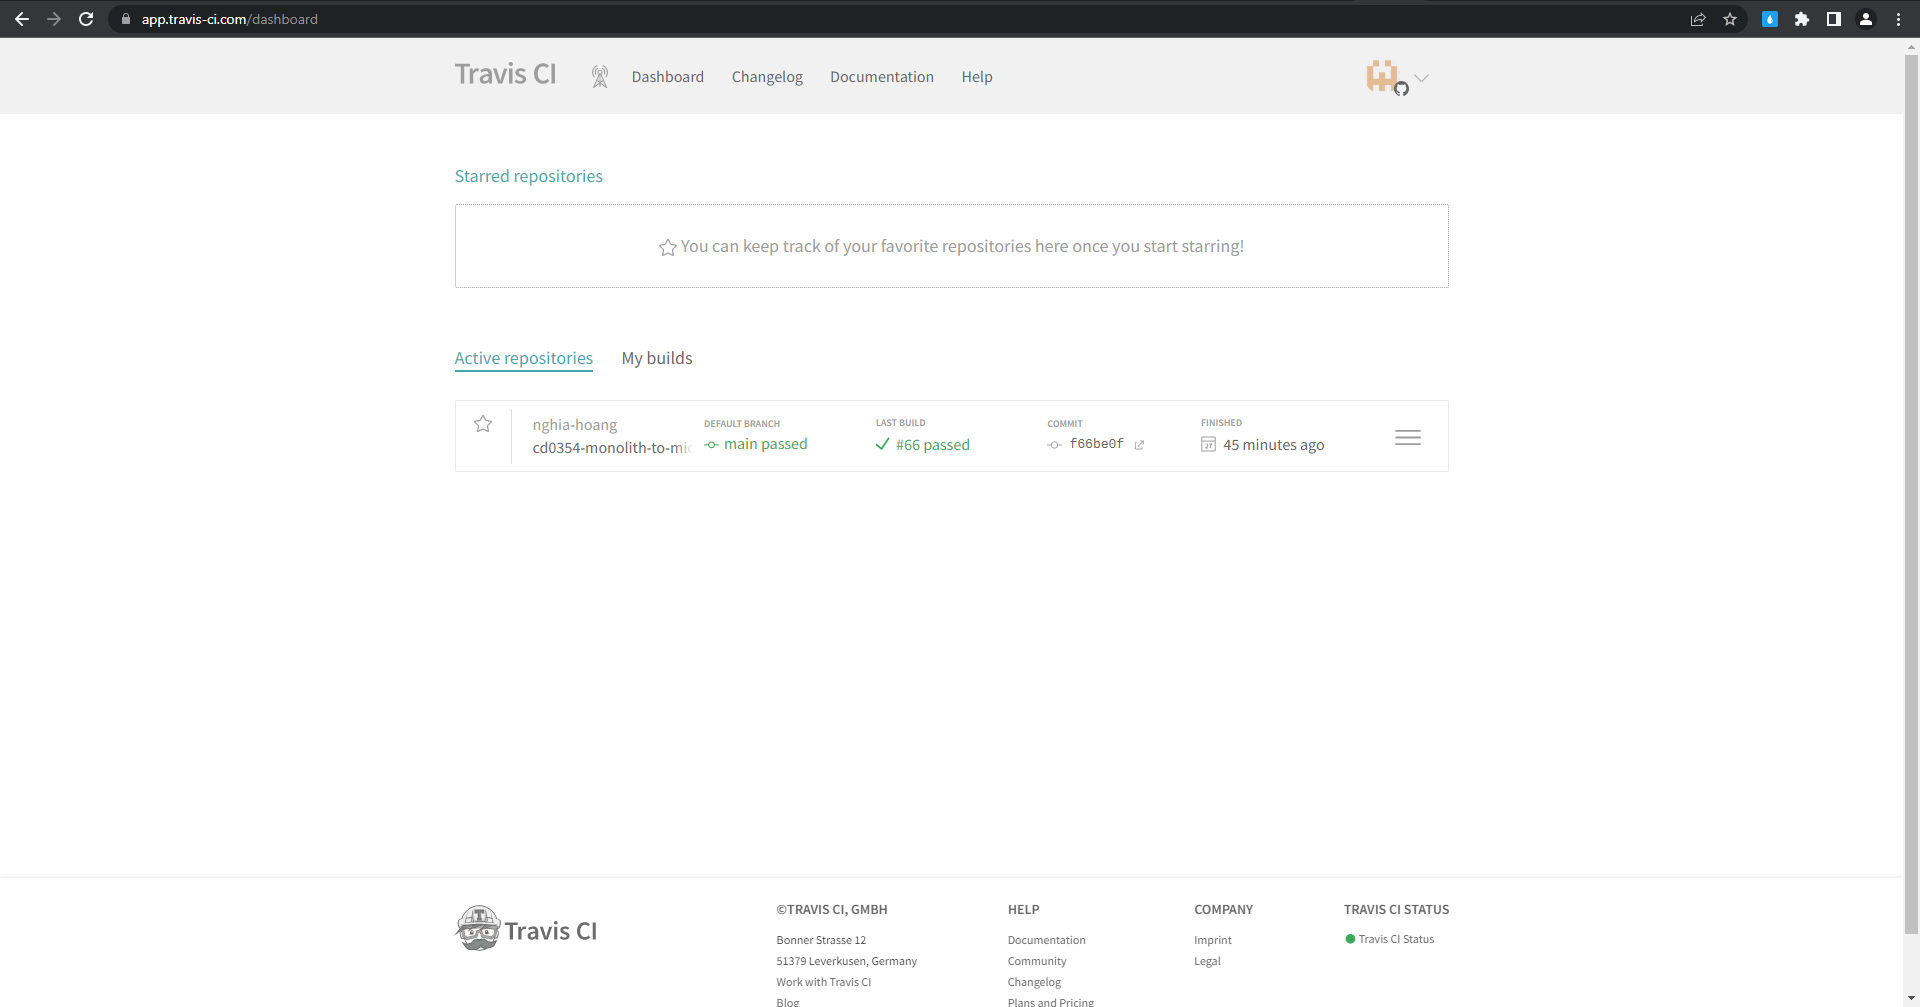 app.travis-ci.com/dashboard
Travis CI
Dashboard
Changelog
Documentation
Help
Starred repositories
You can keep track of your favorite repositories here once you start starring!
Active repositories
My builds
nghia-hoang
cd0354-monolith-to-mic
DEFAULT BRANCH
main passed
LAST BUILD
#66 passed
COMMIT
f66be0f
FINISHED
27
45 minutes ago
Travis CI
©TRAVIS CI, GMBH
Bonner Strasse 12
51379 Leverkusen, Germany
Work with Travis CI
Blog
HELP
Documentation
Community
Changelog
Plans and Pricing
COMPANY
Imprint
Legal
TRAVIS CI STATUS
Travis CI Status